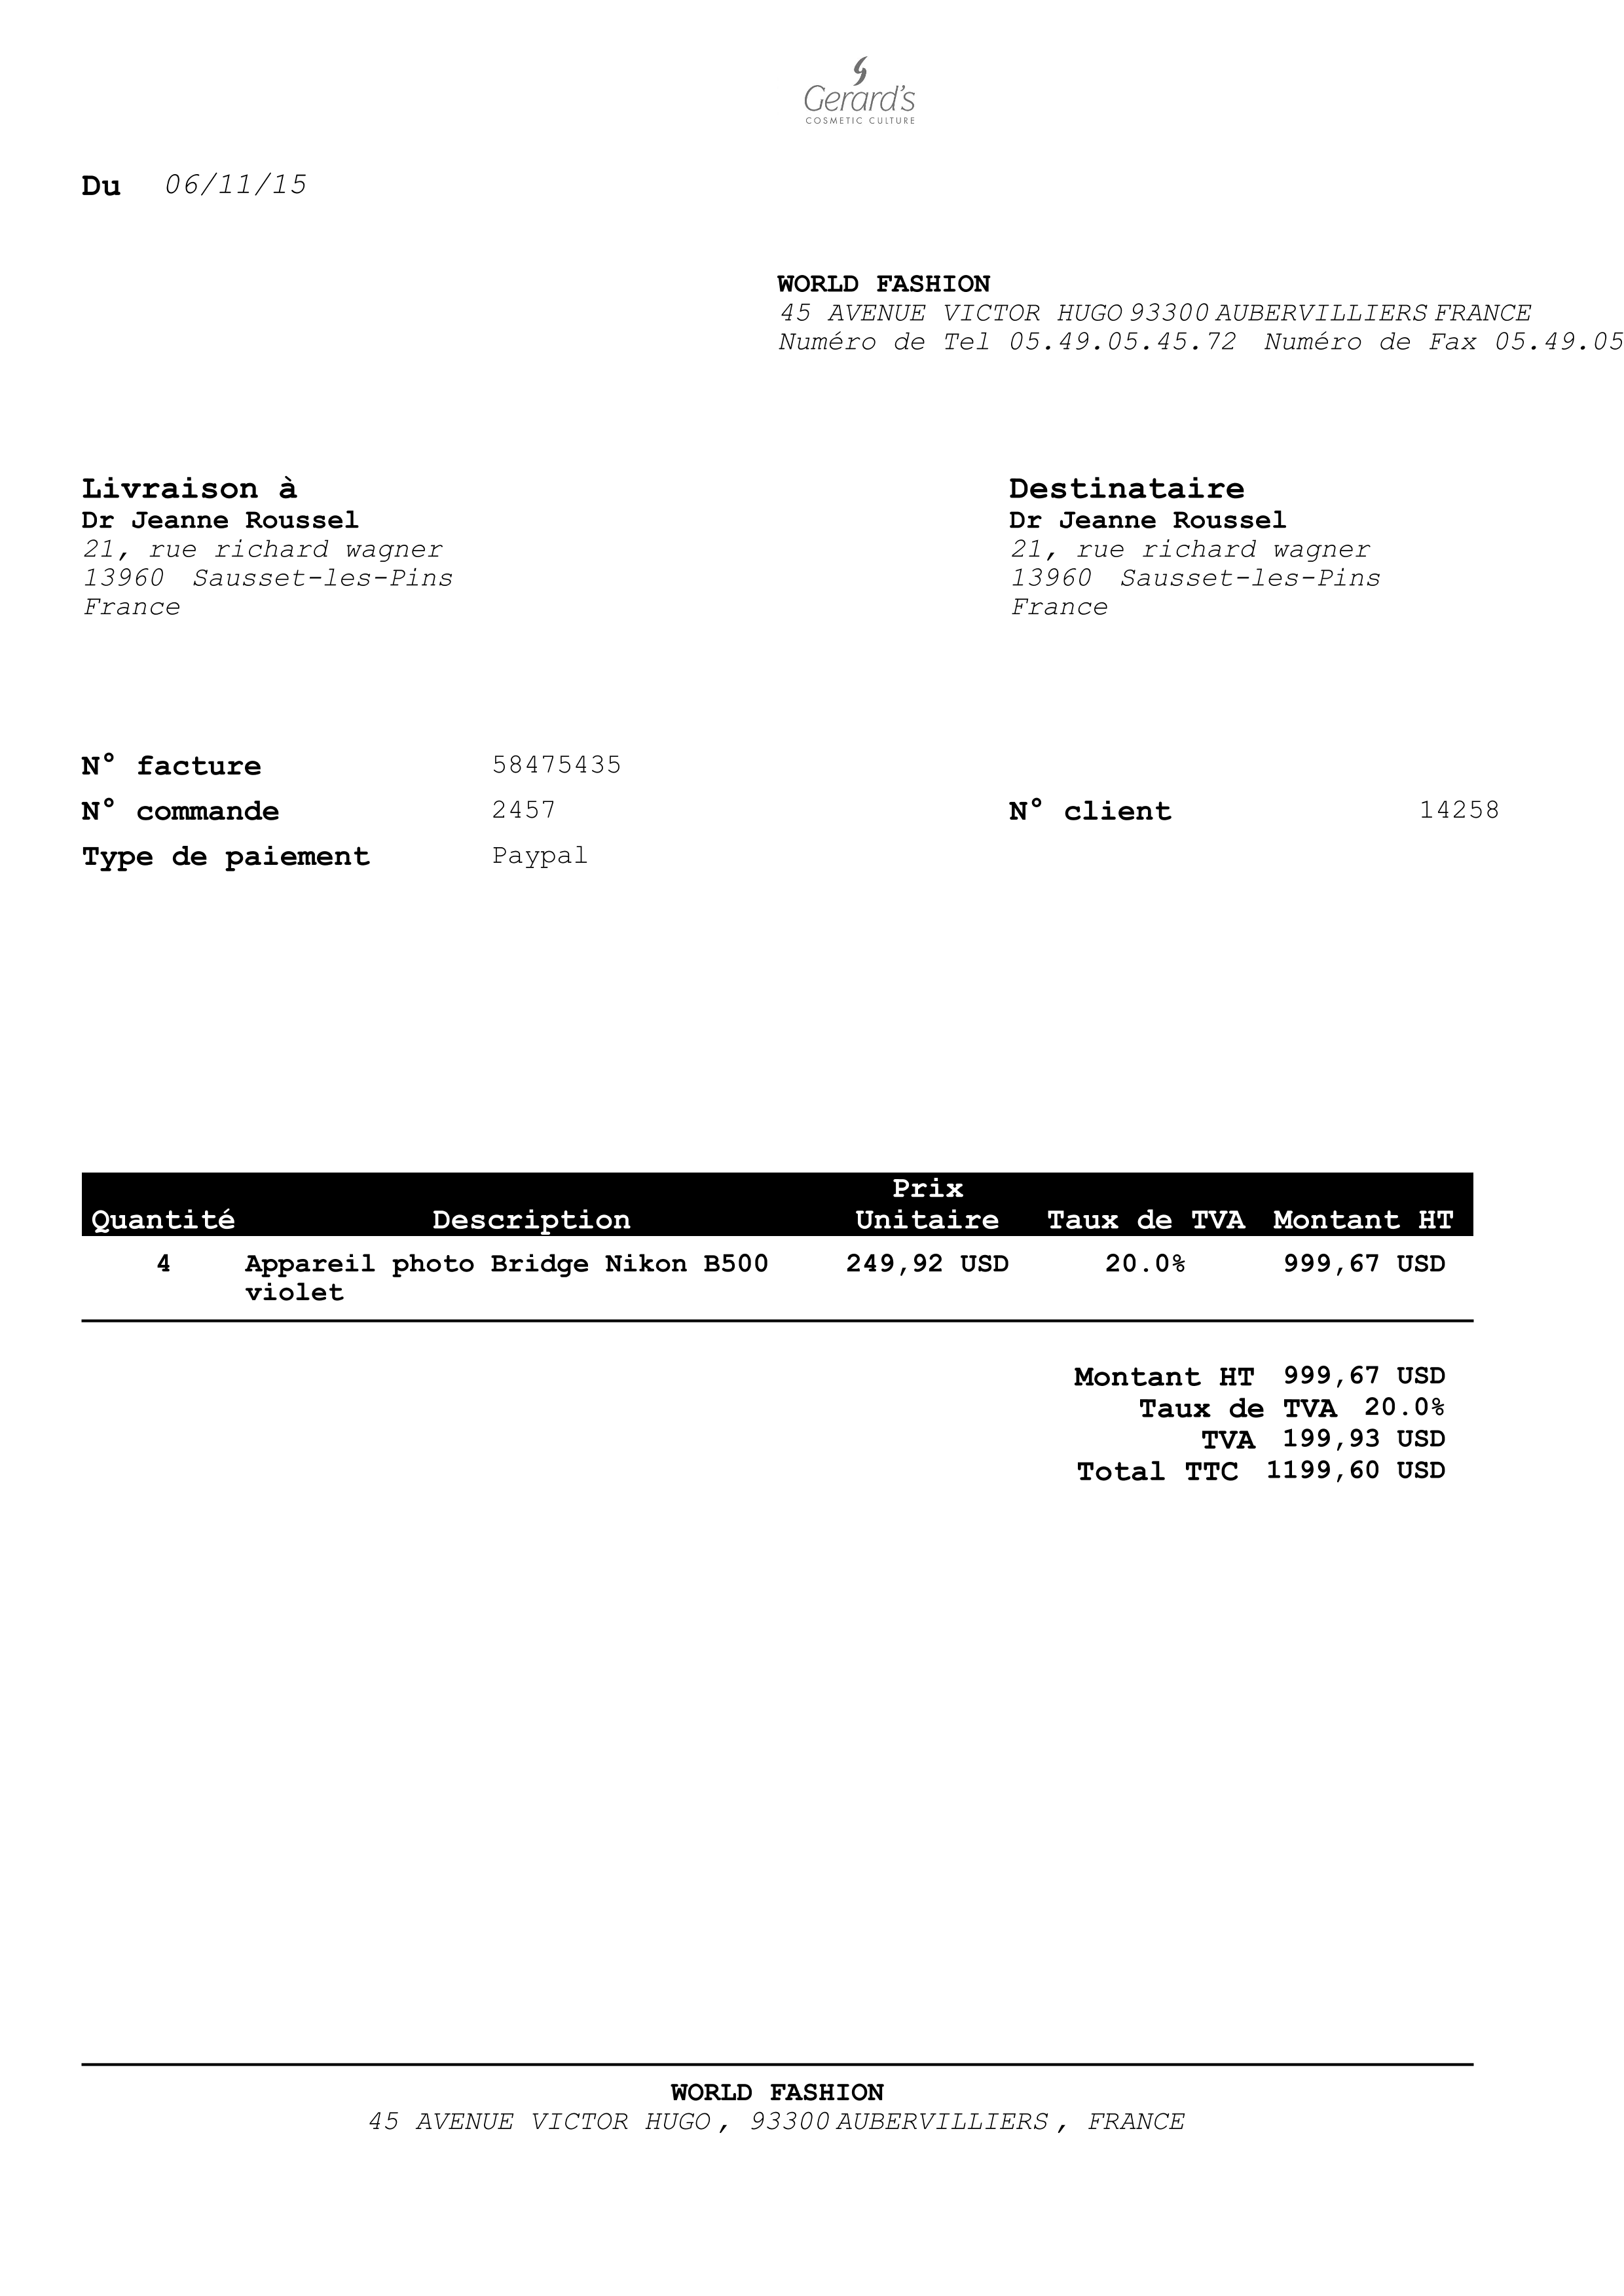 Gerard's
COSMETIC CULTURE
Du 06/11/15
WORLD FASHION
45 AVENUE VICTOR HUGO 93300 AUBERVILLIERS FRANCE
Numéro de Tel 05.49.05.45.72 Numéro de Fax 05.49.05
Livraison à
Dr Jeanne Roussel
21, rue richard wagner
13960 Sausset-les-Pins
France
Destinataire
Dr Jeanne Roussel
21, rue richard wagner
13960 Sausset-les-Pins
France
N° facture 58475435
N° commande 2457 N° client 14258
Type de paiement Paypal
Prix
Quantité Description Unitaire Taux de TVA Montant HT
4 Appareil photo Bridge Nikon B500 249,92 USD 20.0% 999,67 USD
violet
Montant HT 999,67 USD
Taux de TVA 20.0%
TVA 199,93 USD
Total TTC 1199,60 USD
WORLD FASHION
45 AVENUE VICTOR HUGO , 93300 AUBERVILLIERS , FRANCE